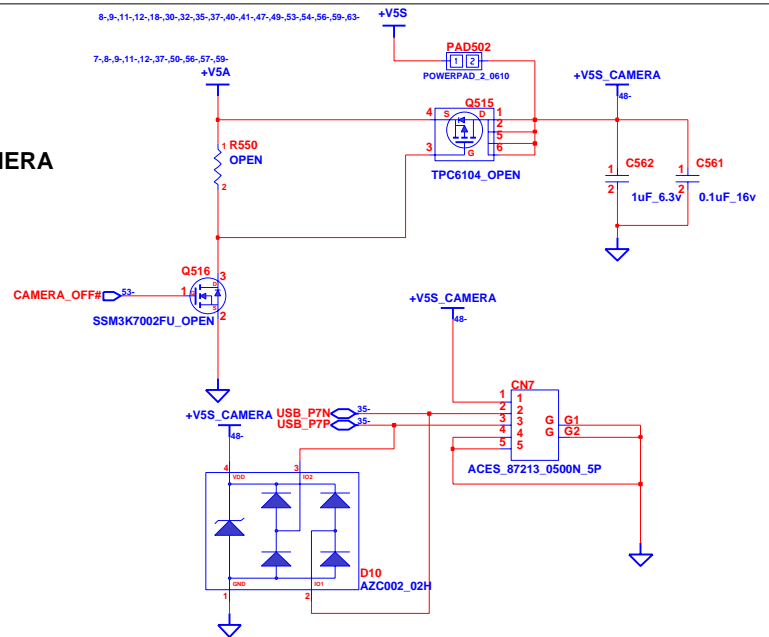 8-,9-,11-,12-,18-,30-,32-,35-,37-,40-,41-,47-,49-,53-,54-,56-,59-,63-
+V5S
7-,8-,9-,11-,12-,37-,50-,56-,57-,59-
+V5A
PAD502
1 2
POWERPAD_2_0610
+V5S_CAMERA
48-
Q515
4 S D 1
2
5
3 G 6
TPC6104_OPEN
1 R550
OPEN
2
MERA
1 C562
2
1uF_6.3v
1 C561
2
0.1uF_16v
Q516
3
D
CAMERA_OFF# 53- 1 G
S
2
SSM3K7002FU_OPEN
+V5S_CAMERA
48-
CN7
1 1
2 2
3 3
4 4
5 5
G G1
G G2
ACES_87213_0500N_5P
+V5S_CAMERA
48-
USB_P7N 35-
USB_P7P 35-
4 3
VDD IO2
GND IO1
1 2
D10
AZC002_02H